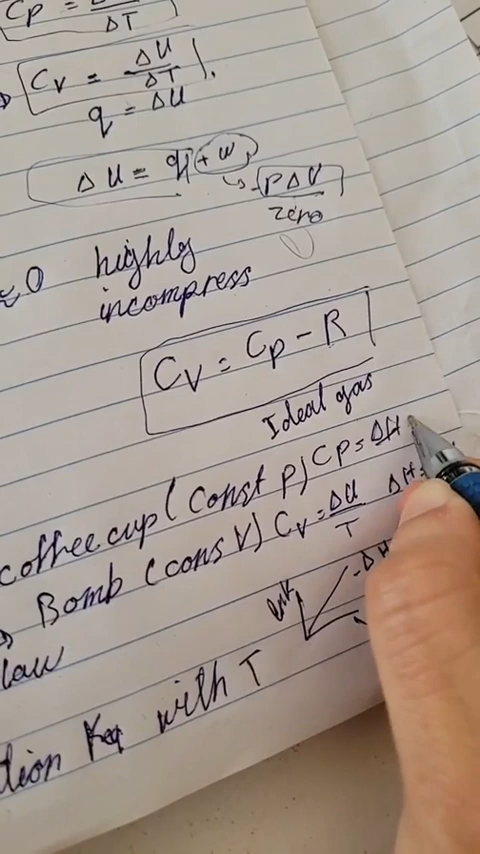 Cp = 
ΔT
Cv = ΔU
ΔT
q = ΔU
ΔU = q + w
- PΔV
zero
≈0 highly
incompress
Cv = Cp - R
Ideal gas
coffee cup (const p) Cp = ΔH
Bomb (cons V) Cv = ΔU ΔH =
T
law
with T